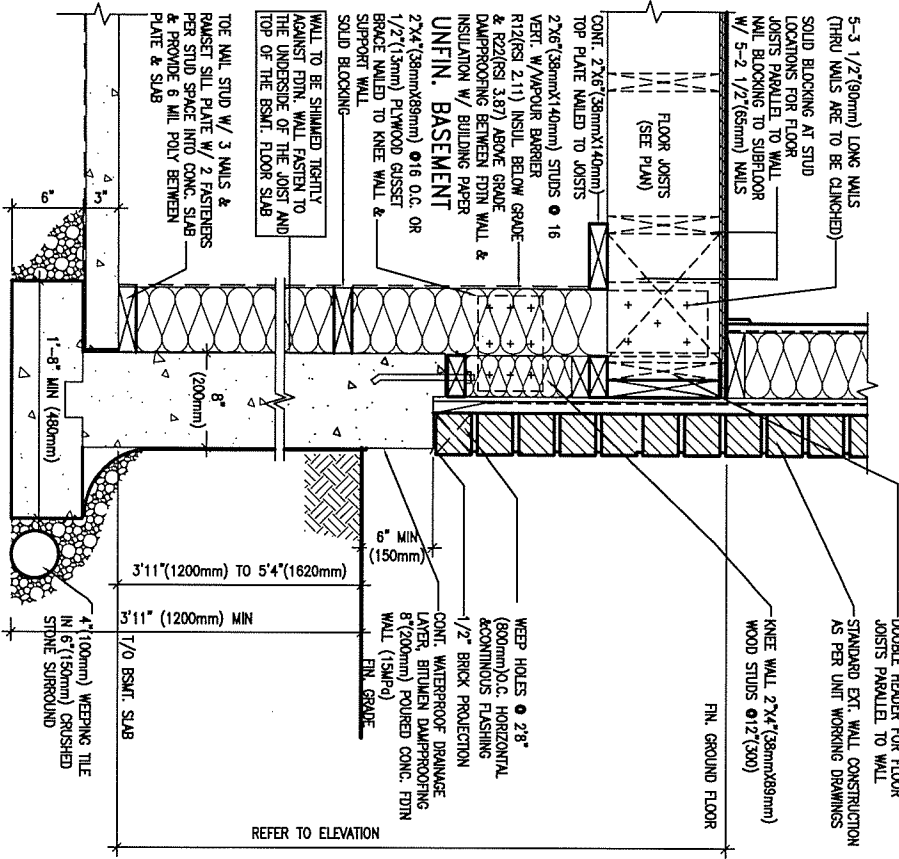 5-3 1/2"(90mm) LONG NAILS
(THRU NAILS ARE TO BE CLINCHED)
SOLID BLOCKING AT STUD
LOCATIONS FOR FLOOR
JOISTS PARALLEL TO WALL
NAIL BLOCKING TO SUBFLOOR
W/ 5-2 1/2"(65mm) NAILS
FLOOR JOISTS
(SEE PLAN)
CONT. 2"X6"(38mmX140mm)
TOP PLATE NAILED TO JOISTS
2"X6"(38mmX140mm) STUDS @ 16
VERT. W/VAPOUR BARRIER
R12(RSI 2.11) INSUL BELOW GRADE
& R22(RSI 3.87) ABOVE GRADE
DAMPPROOFING BETWEEN FDTN WALL &
INSULATION W/ BUILDING PAPER
UNFIN. BASEMENT
2"X4"(38mmX89mm) @16 O.C. OR
1/2"(13mm) PLYWOOD GUSSET
BRACE NAILED TO KNEE WALL &
SUPPORT WALL
SOLID BLOCKING
WALL TO BE SHIMMED TIGHTLY
AGAINST FDTN. WALL FASTEN TO
THE UNDERSIDE OF THE JOIST AND
TOP OF THE BSMT. FLOOR SLAB
TOE NAIL STUD W/ 3 NAILS &
RAMSET SILL PLATE W/ 2 FASTENERS
PER STUD SPACE INTO CONC. SLAB
& PROVIDE 6 MIL POLY BETWEEN
PLATE & SLAB
6"
3"
8"
(200mm)
1'-8" MIN (480mm)
DOUBLE HEADER FOR FLOOR
JOISTS PARALLEL TO WALL
STANDARD EXT. WALL CONSTRUCTION
AS PER UNIT WORKING DRAWINGS
KNEE WALL 2"X4"(38mmX89mm)
WOOD STUDS @12"(300)
FIN. GROUND FLOOR
WEEP HOLES @ 2'8"
(800mm)O.C. HORIZONTAL
&CONTINOUS FLASHING
1/2" BRICK PROJECTION
CONT. WATERPROOF DRAINAGE
LAYER, BITUMEN DAMPPROOFING
8"(200mm) POURED CONC. FDTN
WALL (15MPa)
FIN. GRADE
6" MIN
(150mm)
3'11"(1200mm) TO 5'4"(1620mm)
3'11" (1200mm) MIN
REFER TO ELEVATION
T/O BSMT. SLAB
4"(100mm) WEEPING TILE
IN 6"(150mm) CRUSHED
STONE SURROUND